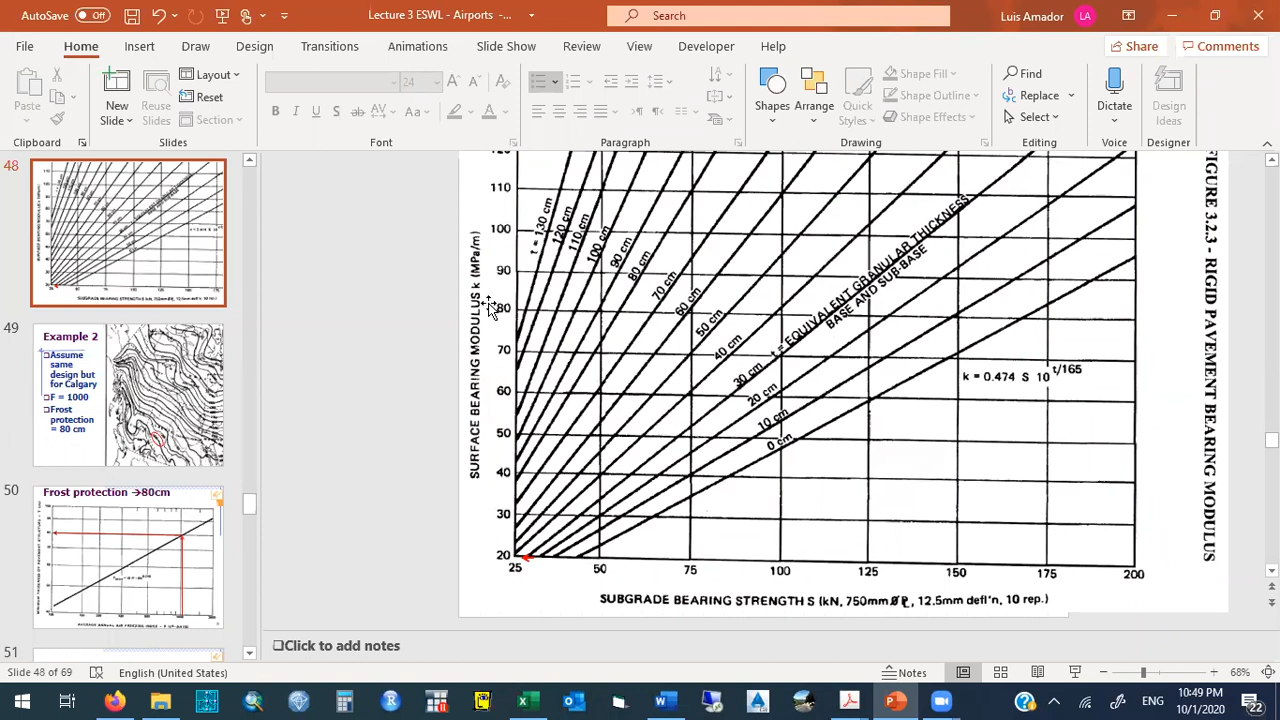 AutoSave
Off
Lecture 3 ESWL - Airports -...
Search
Luis Amador
LA
File
Home
Insert
Draw
Design
Transitions
Animations
Slide Show
Review
View
Developer
Help
Share
Comments
Paste
New
Slide
Reuse
Slides
Layout
Reset
Section
24
B
I
U
S
ab
AV
Aa
A
Shapes
Arrange
Quick
Styles
Shape Fill
Shape Outline
Shape Effects
Find
Replace
Select
Dictate
Design
Ideas
Clipboard
Slides
Font
Paragraph
Drawing
Editing
Voice
Designer
48
49
Example 2
Assume
same
design but
for Calgary
F = 1000
Frost
protection
= 80 cm
50
Frost protection →80cm
51
FIGURE 3.2.3 - RIGID PAVEMENT BEARING MODULUS
SURFACE BEARING MODULUS k (MPa/m)
120
110
100
90
80
70
60
50
40
30
20
t = 130 cm
120 cm
110 cm
100 cm
90 cm
80 cm
70 cm
60 cm
50 cm
40 cm
30 cm
20 cm
10 cm
0 cm
t = EQUIVALENT GRANULAR THICKNESS
BASE AND SUB-BASE
k = 0.474 S 10 t/165
25 50 75 100 125 150 175 200
SUBGRADE BEARING STRENGTH S (kN, 750mm Ø PL, 12.5mm defl'n, 10 rep.)
Click to add notes
Slide 48 of 69
English (United States)
Notes
68%
ENG
10:49 PM
10/1/2020
22